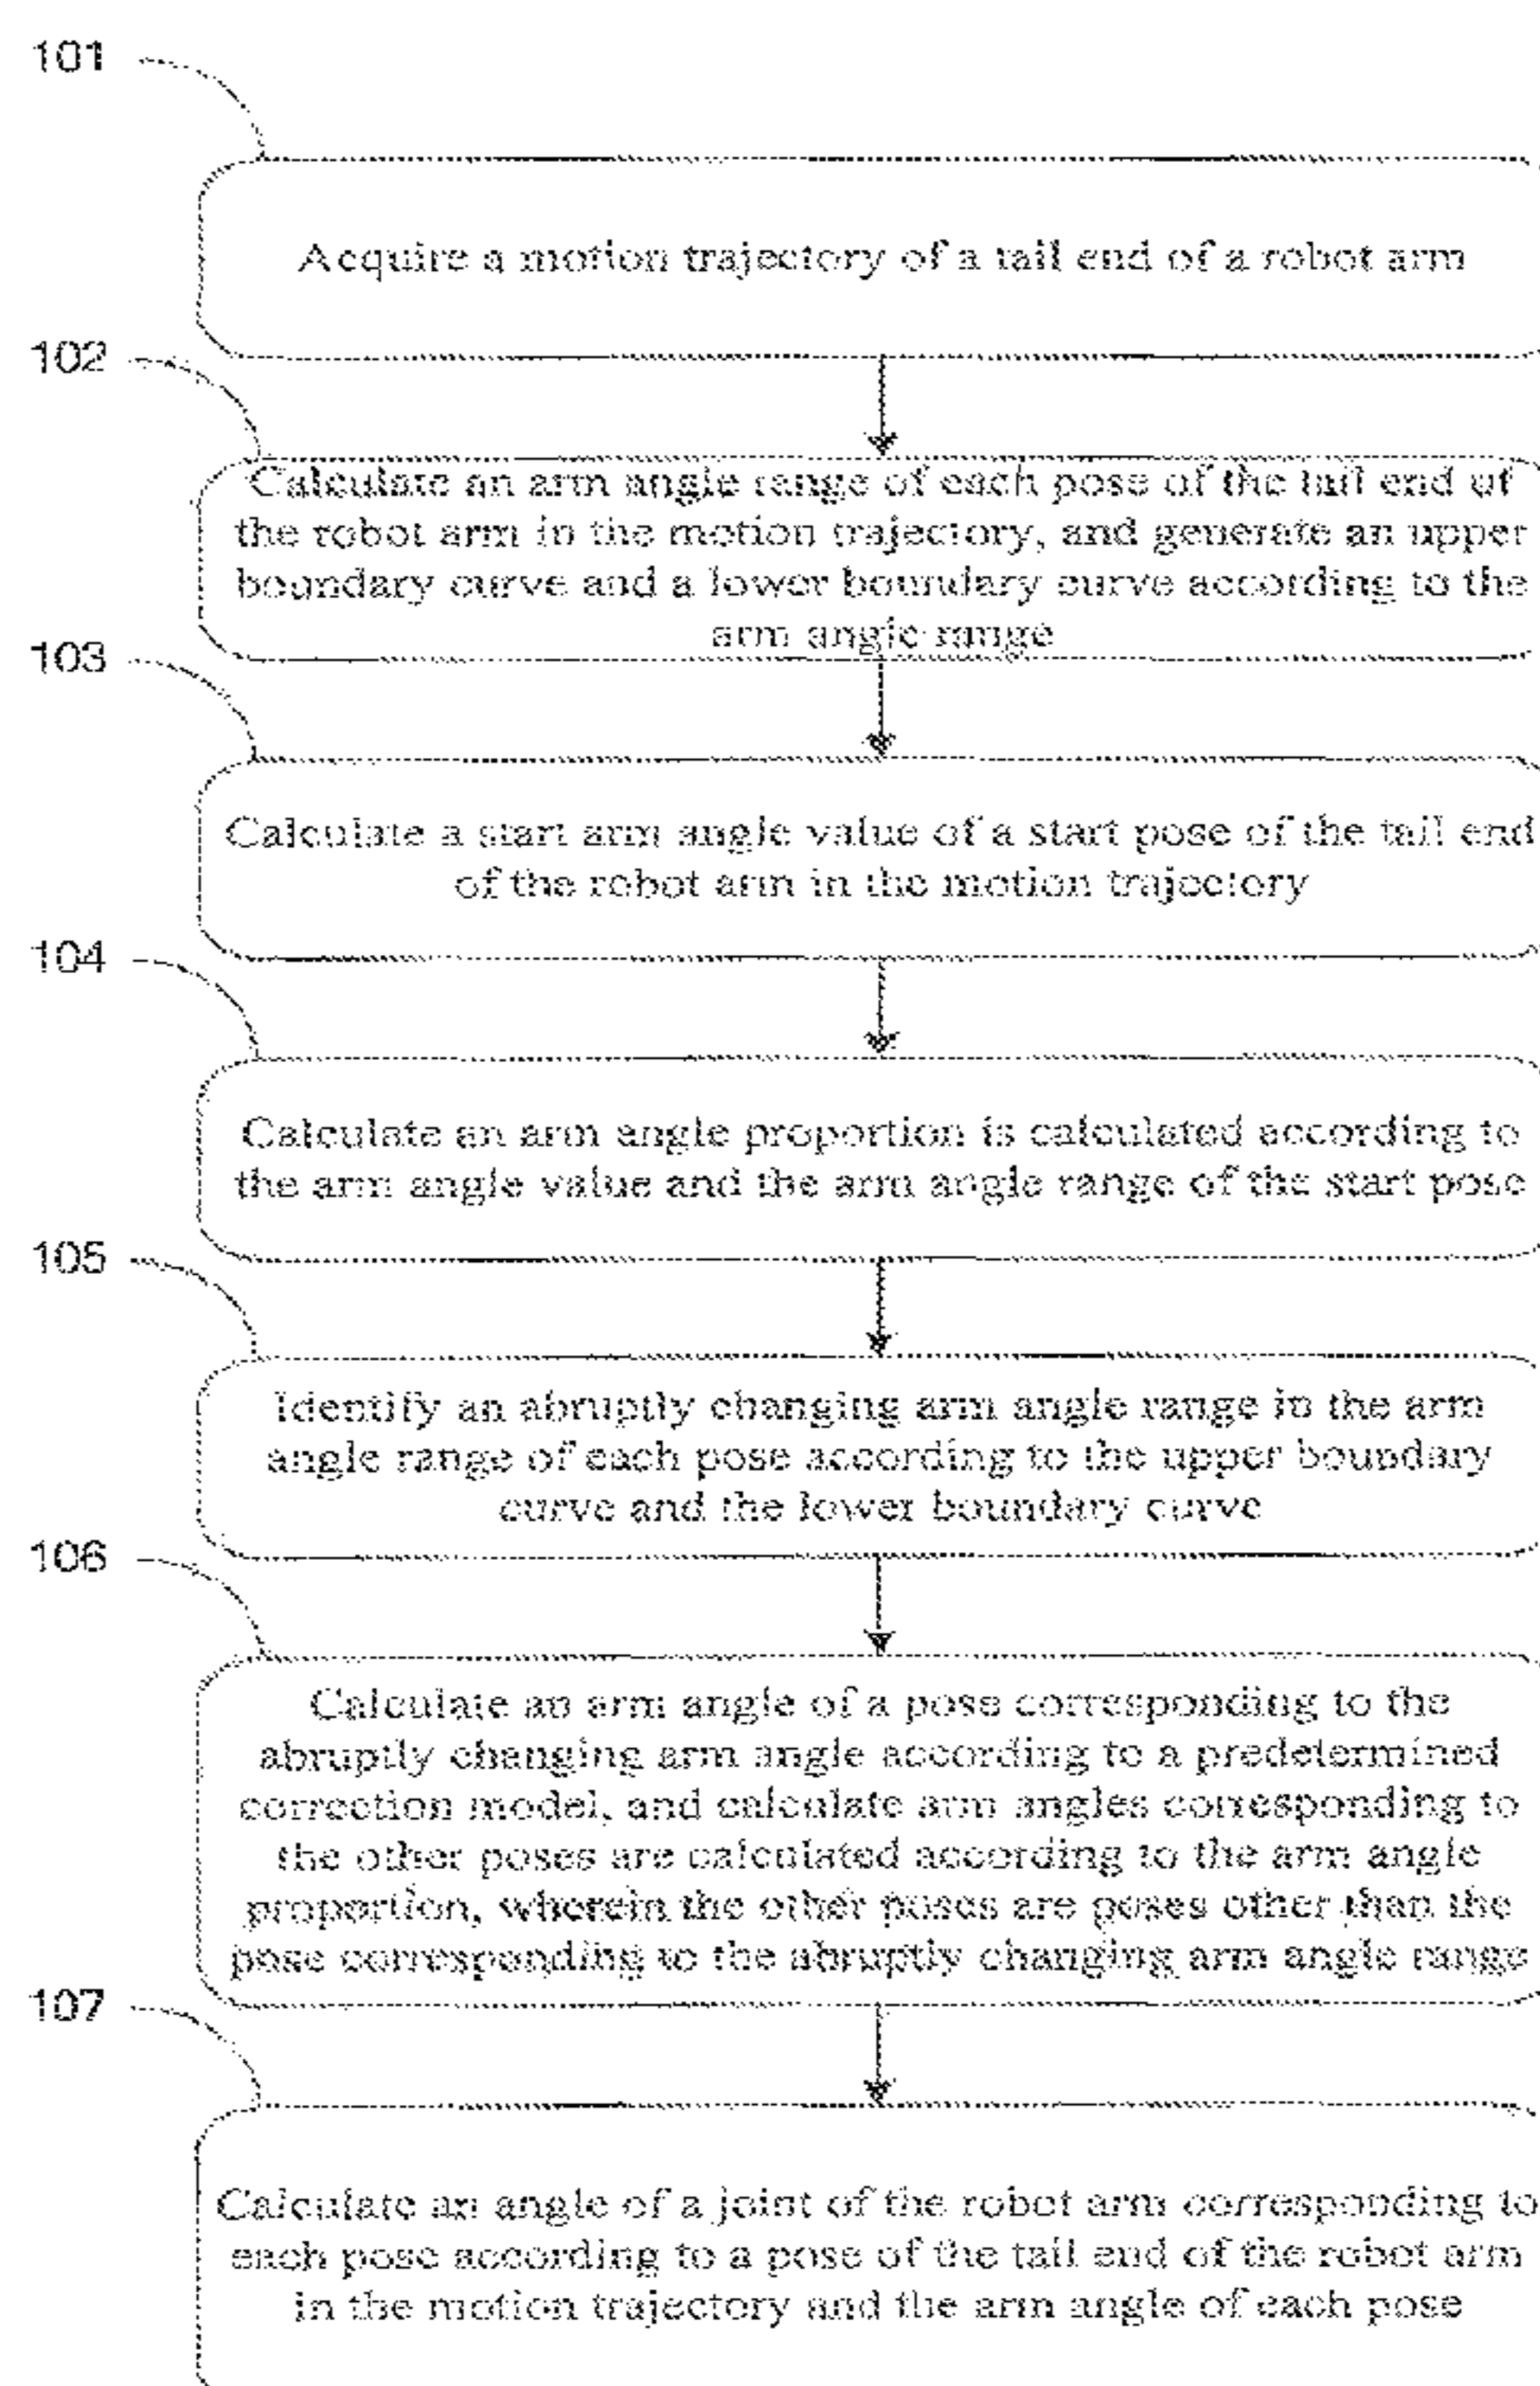 101
Acquire a motion trajectory of a tail end of a robot arm
102
Calculate an arm angle range of each pose of the tail end of
the robot arm in the motion trajectory, and generate an upper
boundary curve and a lower boundary curve according to the
arm angle range
103
Calculate a start arm angle value of a start pose of the tail end
of the robot arm in the motion trajectory
104
Calculate an arm angle proportion is calculated according to
the arm angle value and the arm angle range of the start pose
105
Identify an abruptly changing arm angle range in the arm
angle range of each pose according to the upper boundary
curve and the lower boundary curve
106
Calculate an arm angle of a pose corresponding to the
abruptly changing arm angle according to a predetermined
correction model, and calculate arm angles corresponding to
the other poses are calculated according to the arm angle
proportion, wherein the other poses are poses other than the
pose corresponding to the abruptly changing arm angle range
107
Calculate an angle of a joint of the robot arm corresponding to
each pose according to a pose of the tail end of the robot arm
in the motion trajectory and the arm angle of each pose